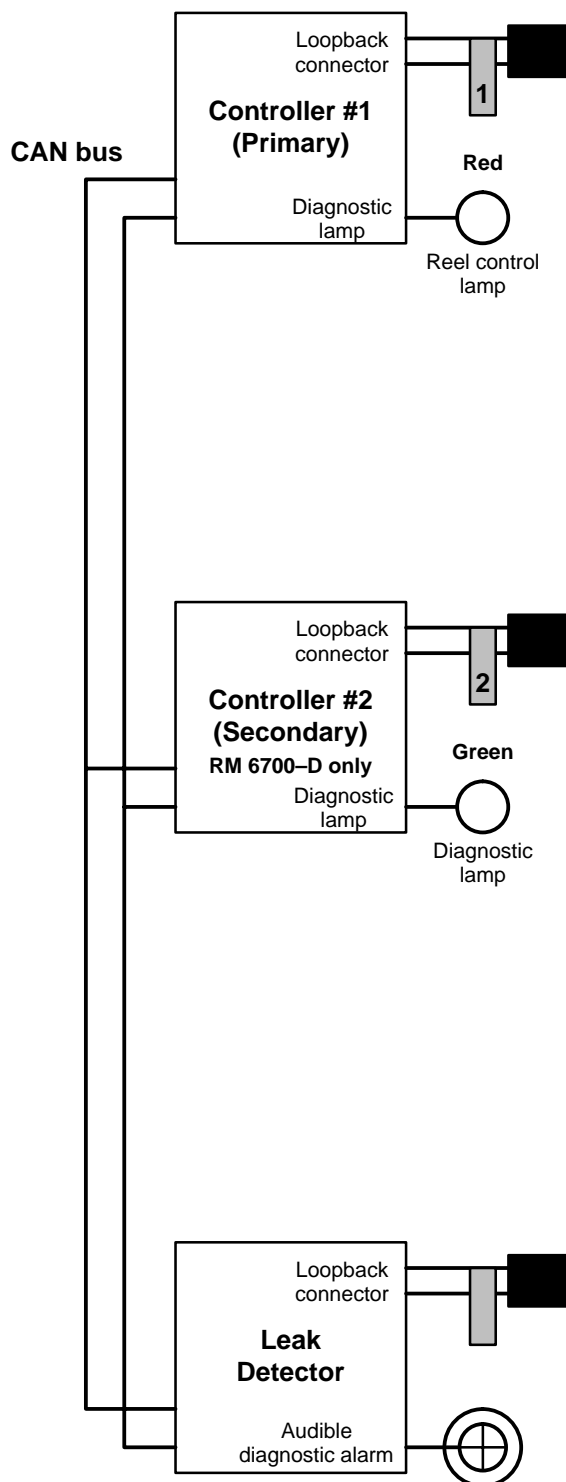 Loopback
connector
1
Controller #1
(Primary)
CAN bus
Red
Diagnostic
lamp
Reel control
lamp
Loopback
connector
2
Controller #2
(Secondary)
RM 6700–D only
Green
Diagnostic
lamp
Diagnostic
lamp
Loopback
connector
Leak
Detector
Audible
diagnostic alarm